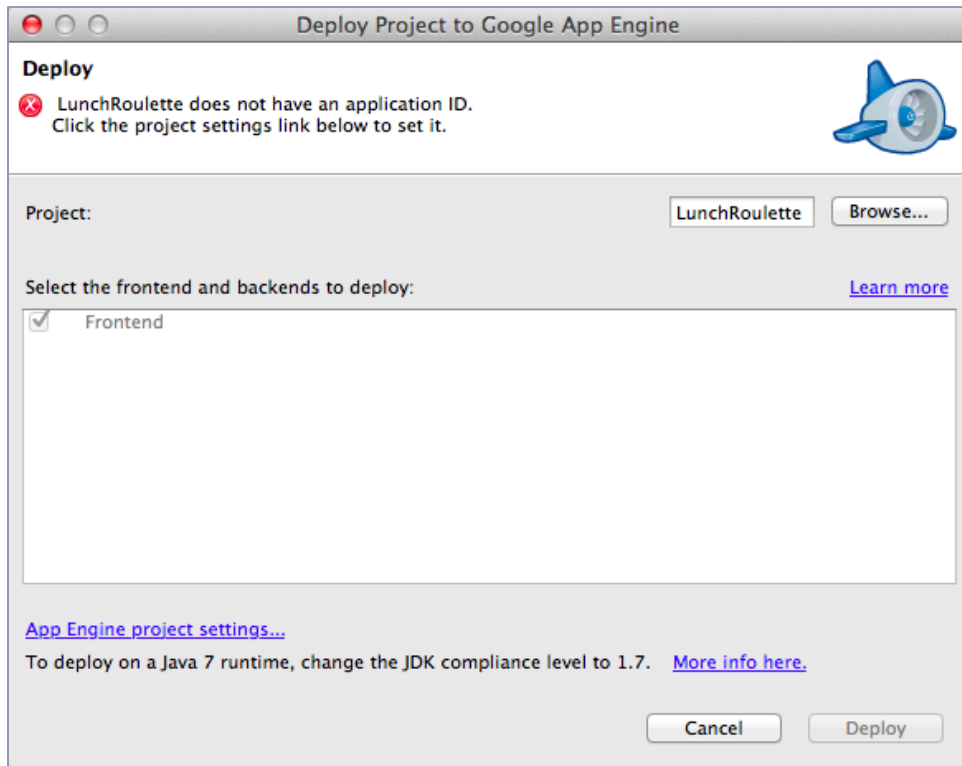 Deploy Project to Google App Engine
Deploy
LunchRoulette does not have an application ID.
Click the project settings link below to set it.
Project:
LunchRoulette
Browse...
Select the frontend and backends to deploy:
Learn more
Frontend
App Engine project settings...
To deploy on a Java 7 runtime, change the JDK compliance level to 1.7. More info here.
Cancel
Deploy